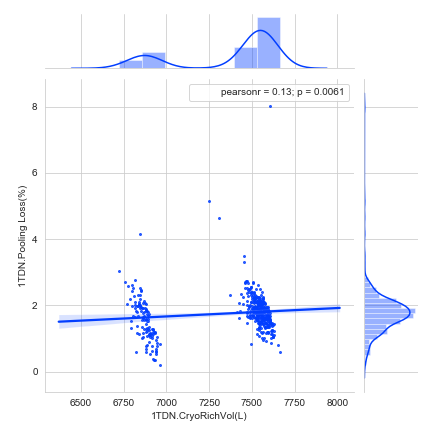 pearsonr = 0.13; p = 0.0061
8
6
4
2
0
1TDN.Pooling Loss(%)
6500 6750 7000 7250 7500 7750 8000
1TDN.CryoRichVol(L)